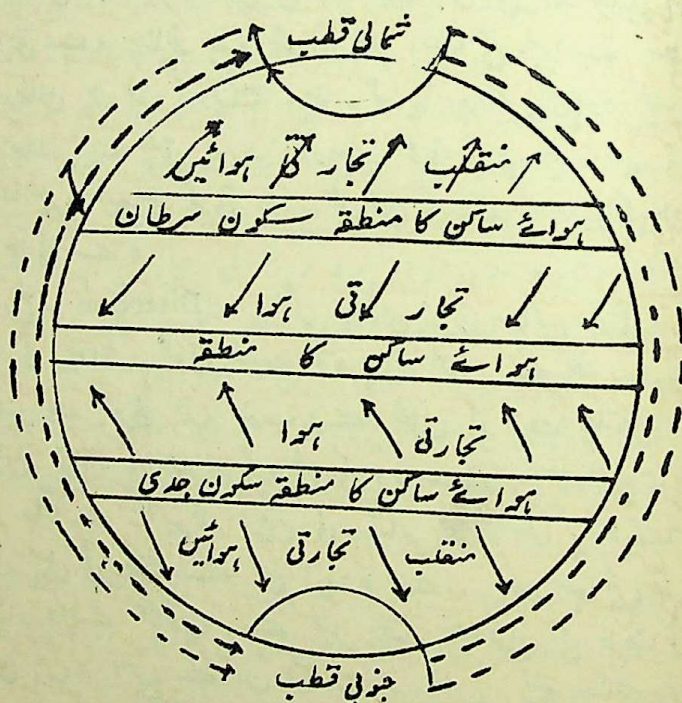 شمالی قطب
منقلب تجارتی ہوائیں
ہوائے ساکن کا منطقہ سکون سرطان
تجارتی ہوا
ہوائے ساکن کا منطقہ
تجارتی ہوا
ہوائے ساکن کا منطقہ سکون جدی
منقلب تجارتی ہوائیں
جنوبی قطب